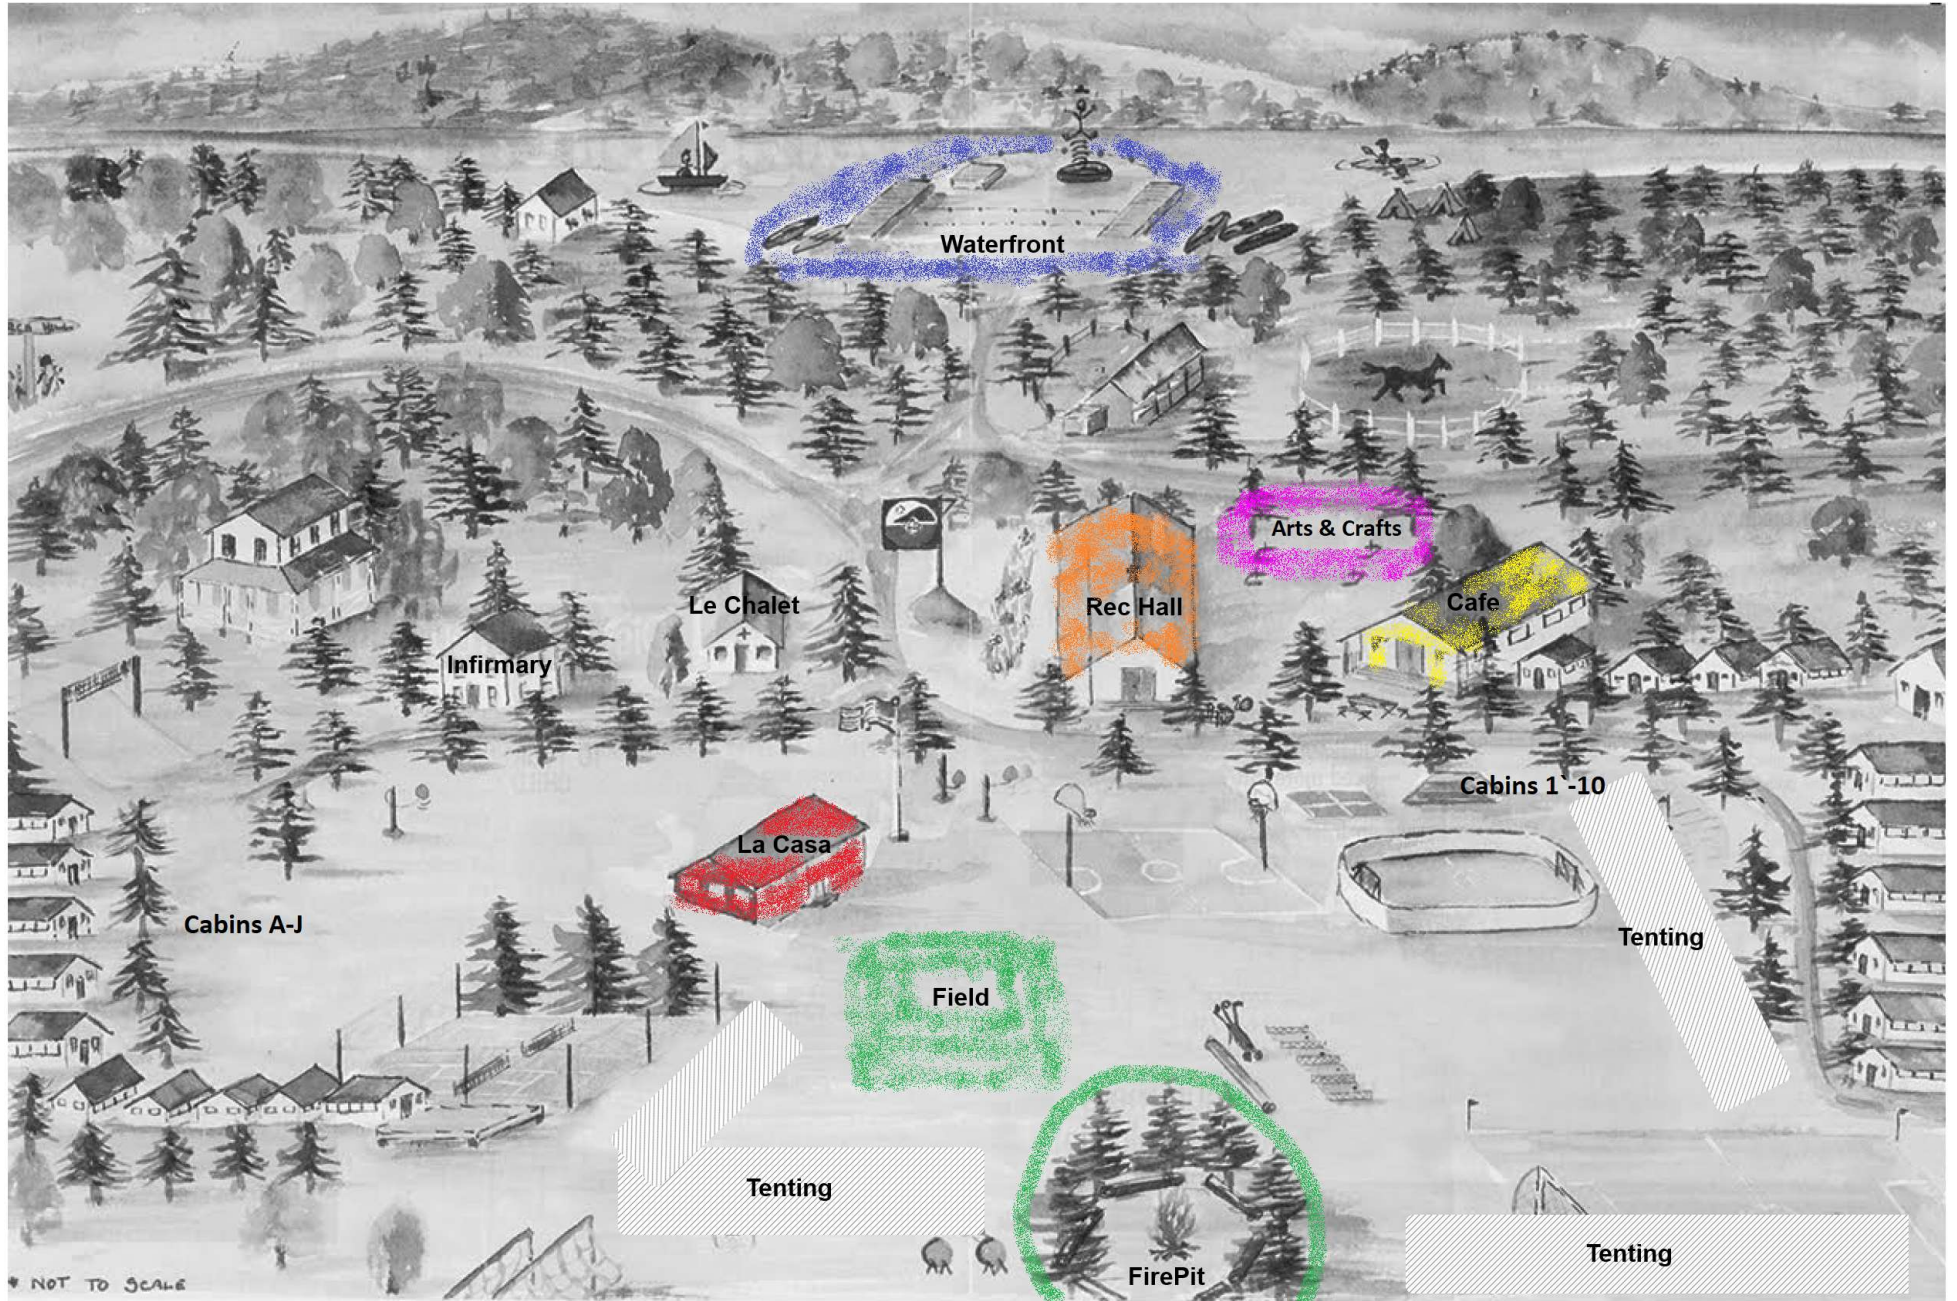 Waterfront
Arts & Crafts
Le Chalet
Rec Hall
Cafe
Infirmary
Cabins 1`-10
La Casa
Cabins A-J
Tenting
Field
Tenting
Tenting
FirePit
* NOT TO SCALE